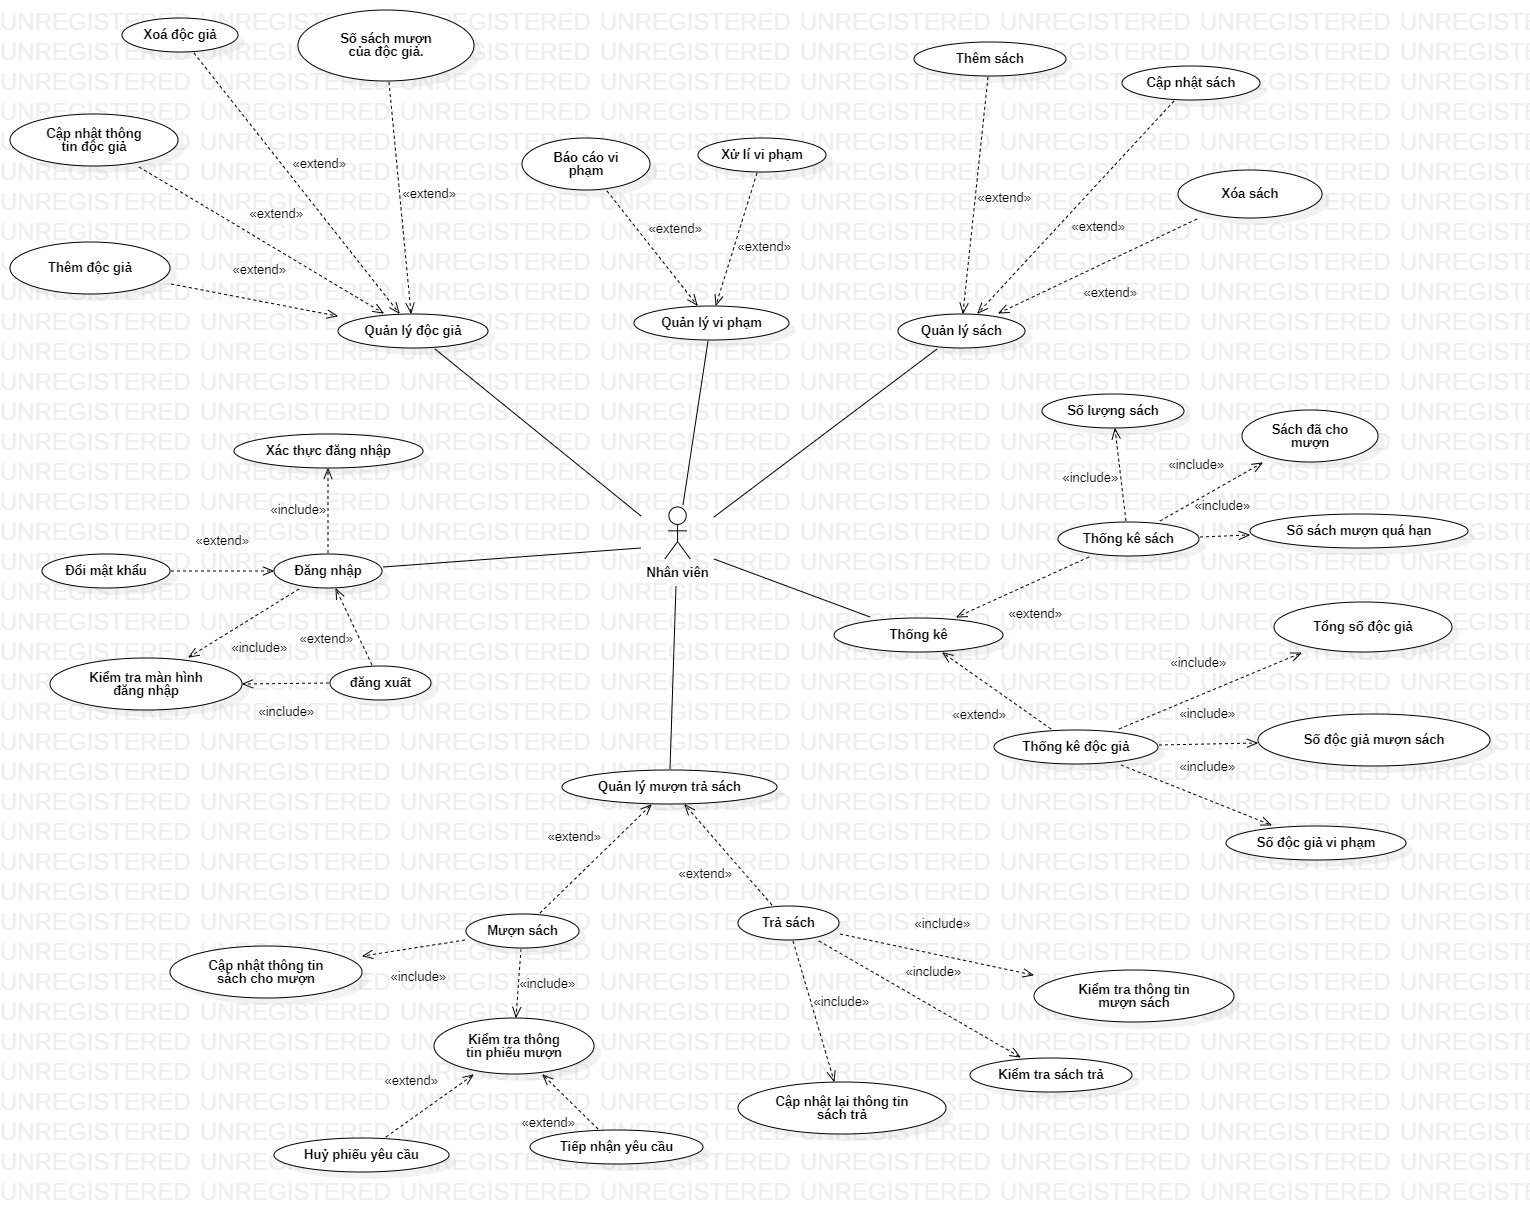 Xoá độc giả
Số sách mượn
của độc giả.
Thêm sách
Cập nhật sách
Cập nhật thông
tin độc giả
Báo cáo vi
phạm
Xử lí vi phạm
«extend»
«extend»
Xóa sách
«extend»
«extend»
«extend»
«extend»
«extend»
Thêm độc giả
«extend»
«extend»
«extend»
Quản lý độc giả
Quản lý vi phạm
Quản lý sách
Số lượng sách
Sách đã cho
mượn
Xác thực đăng nhập
«include»
«include»
«include»
«include»
Nhân viên
Thống kê sách
Số sách mượn quá hạn
«extend»
Đổi mật khẩu
Đăng nhập
«extend»
Thống kê
Tổng số độc giả
«extend»
«include»
«include»
Kiểm tra màn hình
đăng nhập
đăng xuất
«include»
«extend»
«include»
Thống kê độc giả
Số độc giả mượn sách
«include»
Quản lý mượn trả sách
«extend»
Số độc giả vi phạm
«extend»
Mượn sách
Trả sách
«include»
Cập nhật thông tin
sách cho mượn
«include»
«include»
«include»
«include»
Kiểm tra thông tin
mượn sách
Kiểm tra thông
tin phiếu mượn
Kiểm tra sách trả
«extend»
Cập nhật lại thông tin
sách trả
«extend»
Huỷ phiếu yêu cầu
Tiếp nhận yêu cầu
UNREGISTERED